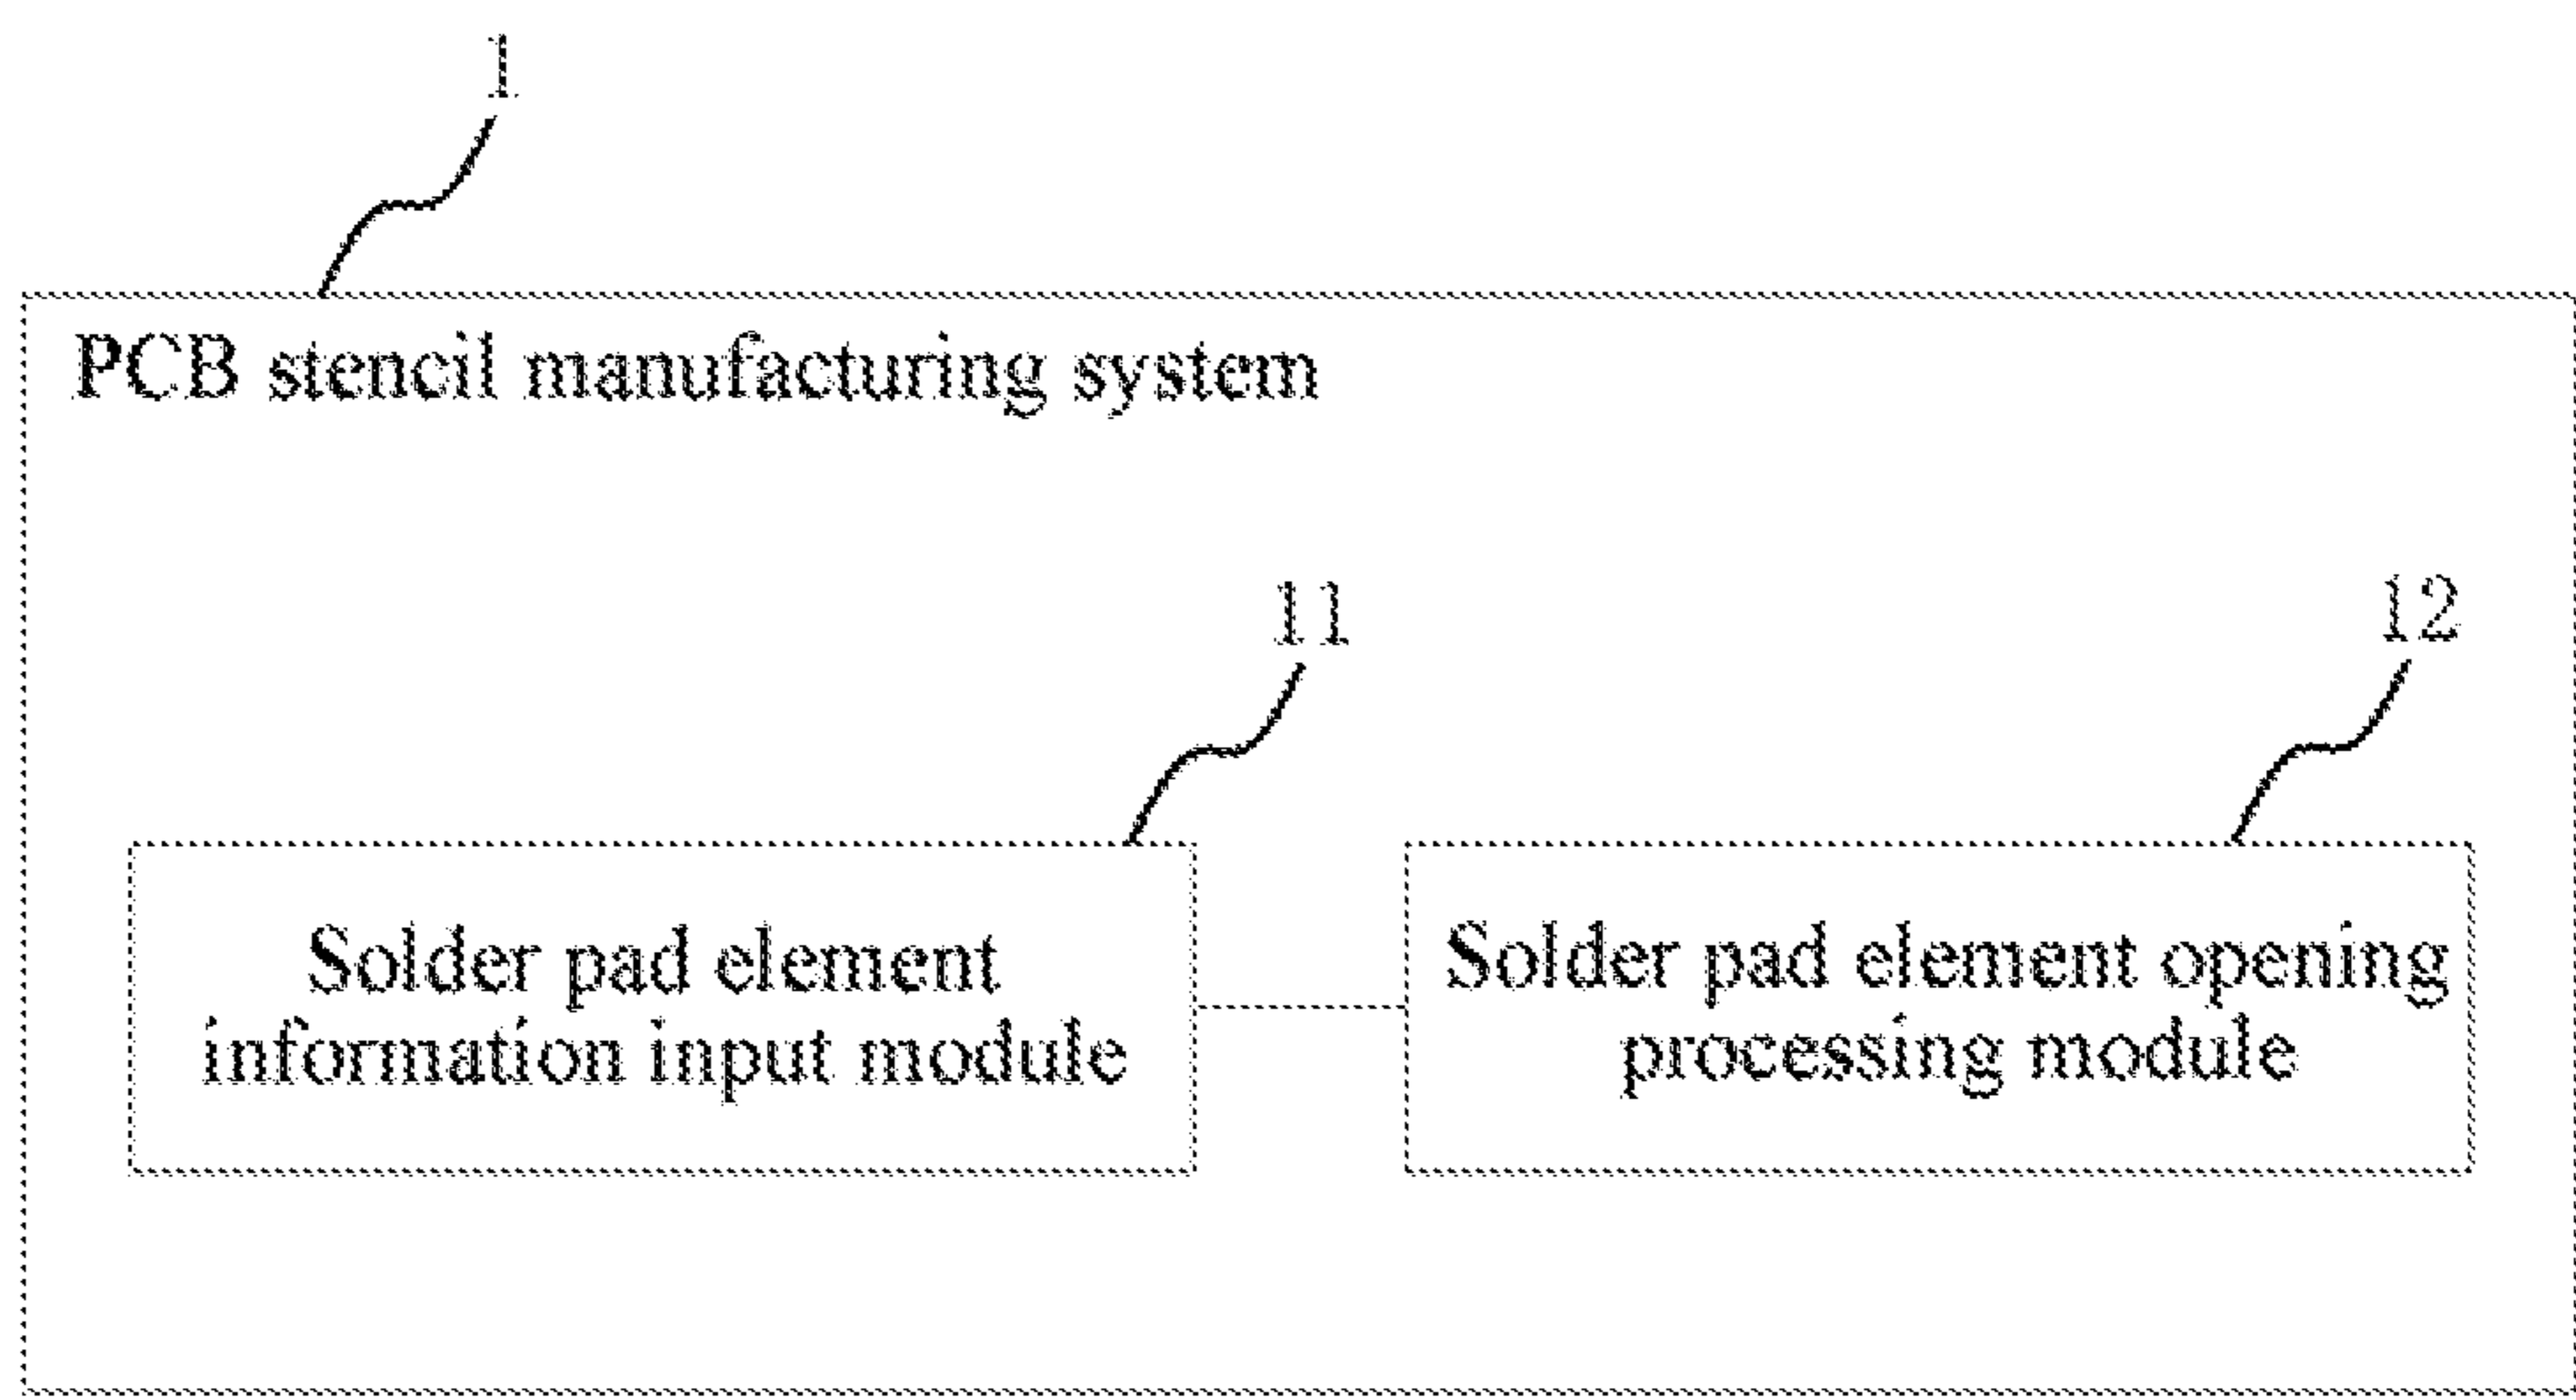 1
PCB stencil manufacturing system
11
12
Solder pad element
information input module
Solder pad element opening
processing module